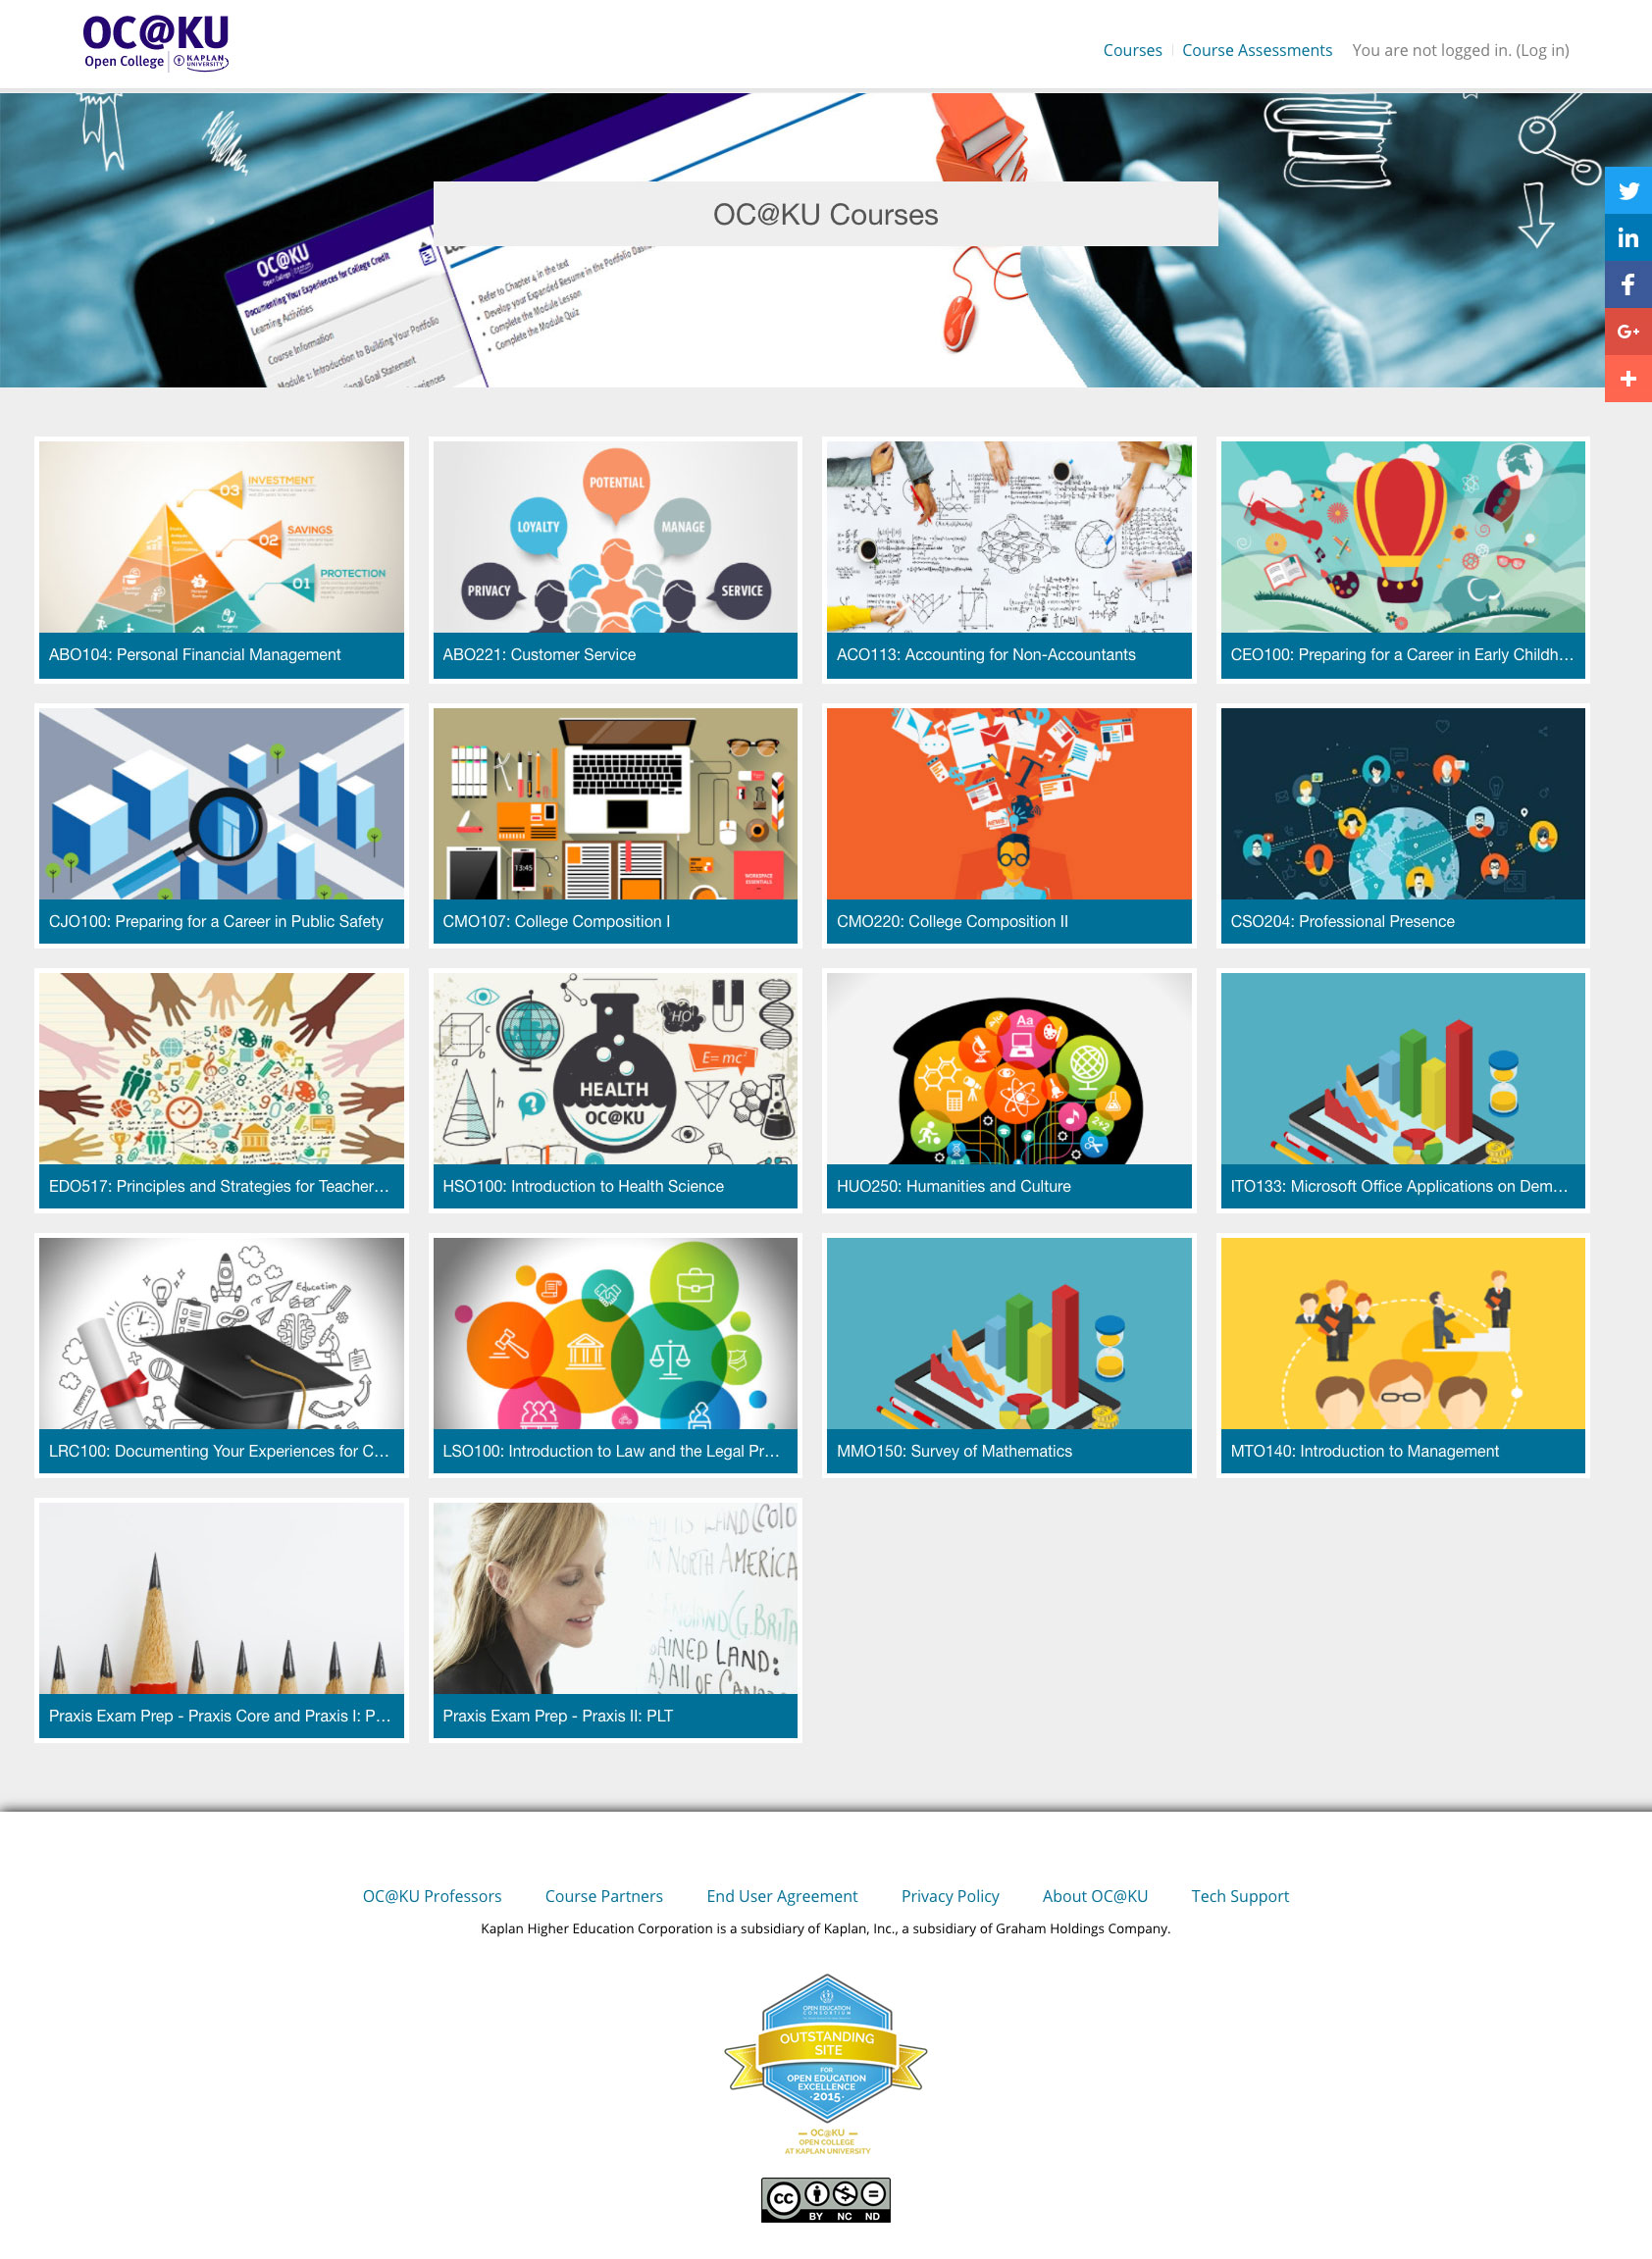 OC@KU
Open College KAPLAN UNIVERSITY
Courses
Course Assessments
You are not logged in. (Log in)
OC@KU Courses
OC@KU
Documenting Your Experiences for College Credit
Learning Activities
Course Information
Module 1: Introduction to Building Your Portfolio
Refer to Chapter 4 in the text
Develop your Expanded Resume in the Portfolio
Complete the Module Lesson
Complete the Module Quiz
03 INVESTMENT
02 SAVINGS
01 PROTECTION
ABO104: Personal Financial Management
POTENTIAL
LOYALTY
MANAGE
PRIVACY
SERVICE
ABO221: Customer Service
ACO113: Accounting for Non-Accountants
CEO100: Preparing for a Career in Early Childh...
CJO100: Preparing for a Career in Public Safety
13:45
WORKSPACE
ESSENTIALS
CMO107: College Composition I
CMO220: College Composition II
CSO204: Professional Presence
EDO517: Principles and Strategies for Teacher...
E=mc²
HEALTH
OC@KU
HSO100: Introduction to Health Science
Aa
2+2
HUO250: Humanities and Culture
ITO133: Microsoft Office Applications on Dem...
Education
LRC100: Documenting Your Experiences for C...
LSO100: Introduction to Law and the Legal Pr...
MMO150: Survey of Mathematics
MTO140: Introduction to Management
Praxis Exam Prep - Praxis Core and Praxis I: P...
LAND (COLD
IN NORTH AMERICA
AINED LAND:
A) All of
Praxis Exam Prep - Praxis II: PLT
OC@KU Professors
Course Partners
End User Agreement
Privacy Policy
About OC@KU
Tech Support
Kaplan Higher Education Corporation is a subsidiary of Kaplan, Inc., a subsidiary of Graham Holdings Company.
OPEN EDUCATION
CONSORTIUM
OUTSTANDING
SITE
FOR
OPEN EDUCATION
EXCELLENCE
·2015·
— OC@KU —
OPEN COLLEGE
AT KAPLAN UNIVERSITY
CC BY NC ND